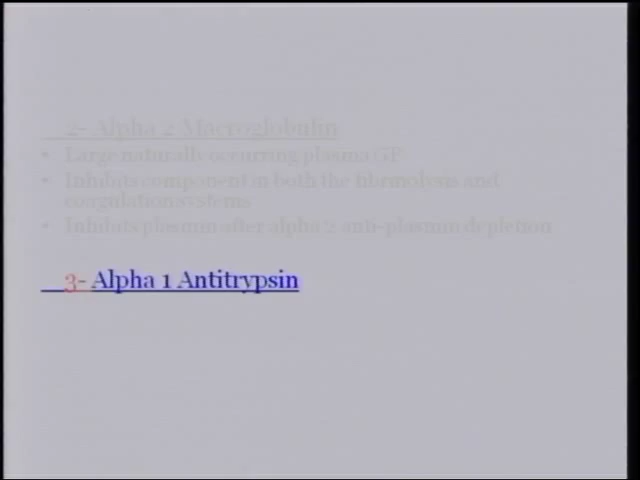 2- Alpha 2 Macroglobulin
• Large naturally occurring plasma GP
• Inhibits component in both the fibrinolysis and
coagulation systems
• Inhibits plasmin after alpha 2 anti-plasmin depletion
3- Alpha 1 Antitrypsin